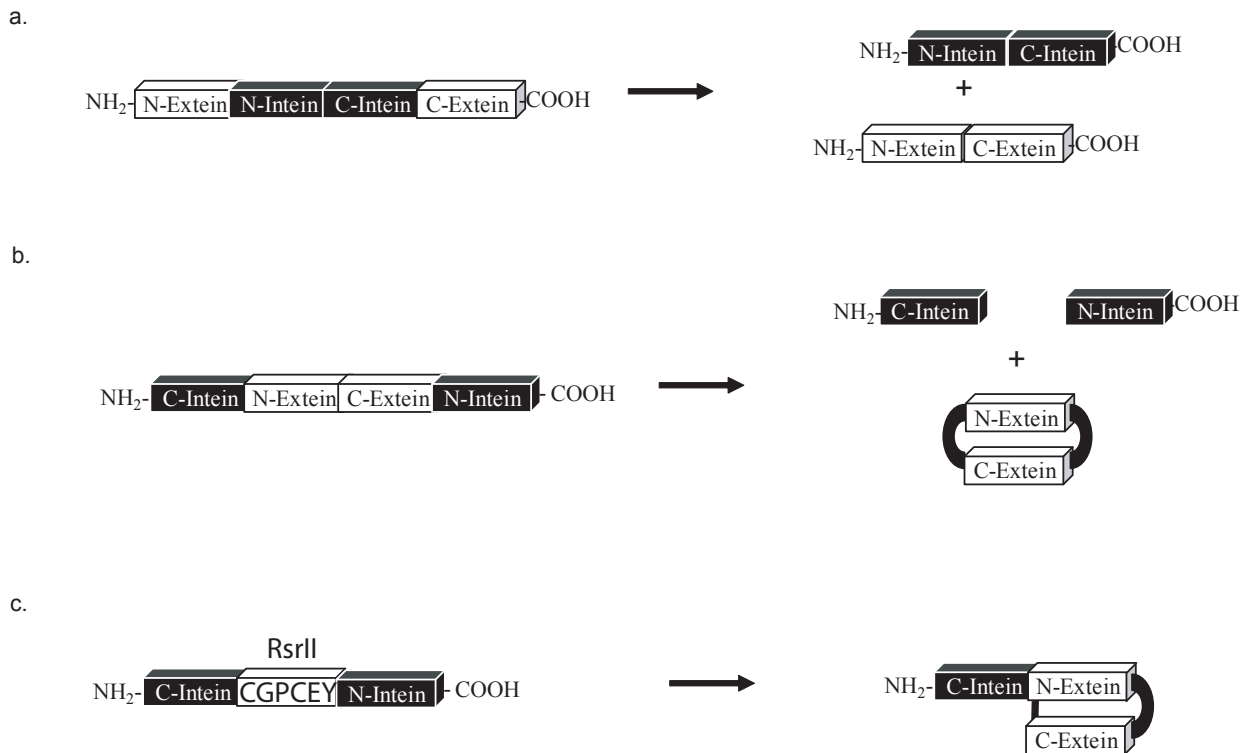 a.
NH2- N-Intein C-Intein -COOH
NH2- N-Extein N-Intein C-Intein C-Extein -COOH
+
NH2- N-Extein C-Extein -COOH
b.
NH2- C-Intein N-Intein -COOH
+
NH2- C-Intein N-Extein C-Extein N-Intein - COOH
N-Extein
C-Extein
c.
RsrII
NH2- C-Intein CGPCEY N-Intein - COOH
NH2- C-Intein N-Extein
C-Extein